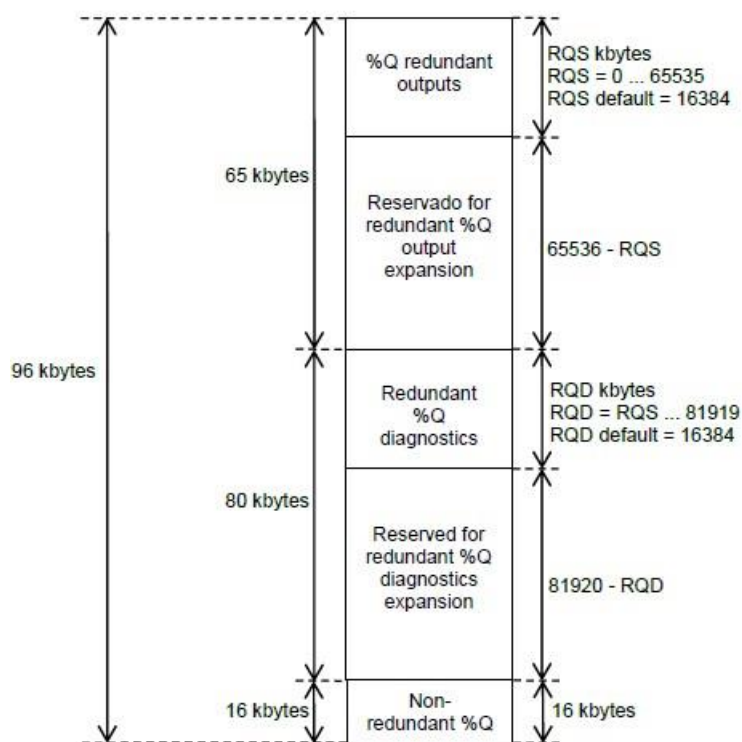 %Q redundant
outputs
RQS kbytes
RQS = 0 ... 65535
RQS default = 16384
65 kbytes
Reservado for
redundant %Q
output
expansion
65536 - RQS
96 kbytes
Redundant
%Q
diagnostics
RQD kbytes
RQD = RQS ... 81919
RQD default = 16384
80 kbytes
Reserved for
redundant %Q
diagnostics
expansion
81920 - RQD
16 kbytes
Non-
redundant %Q
16 kbytes